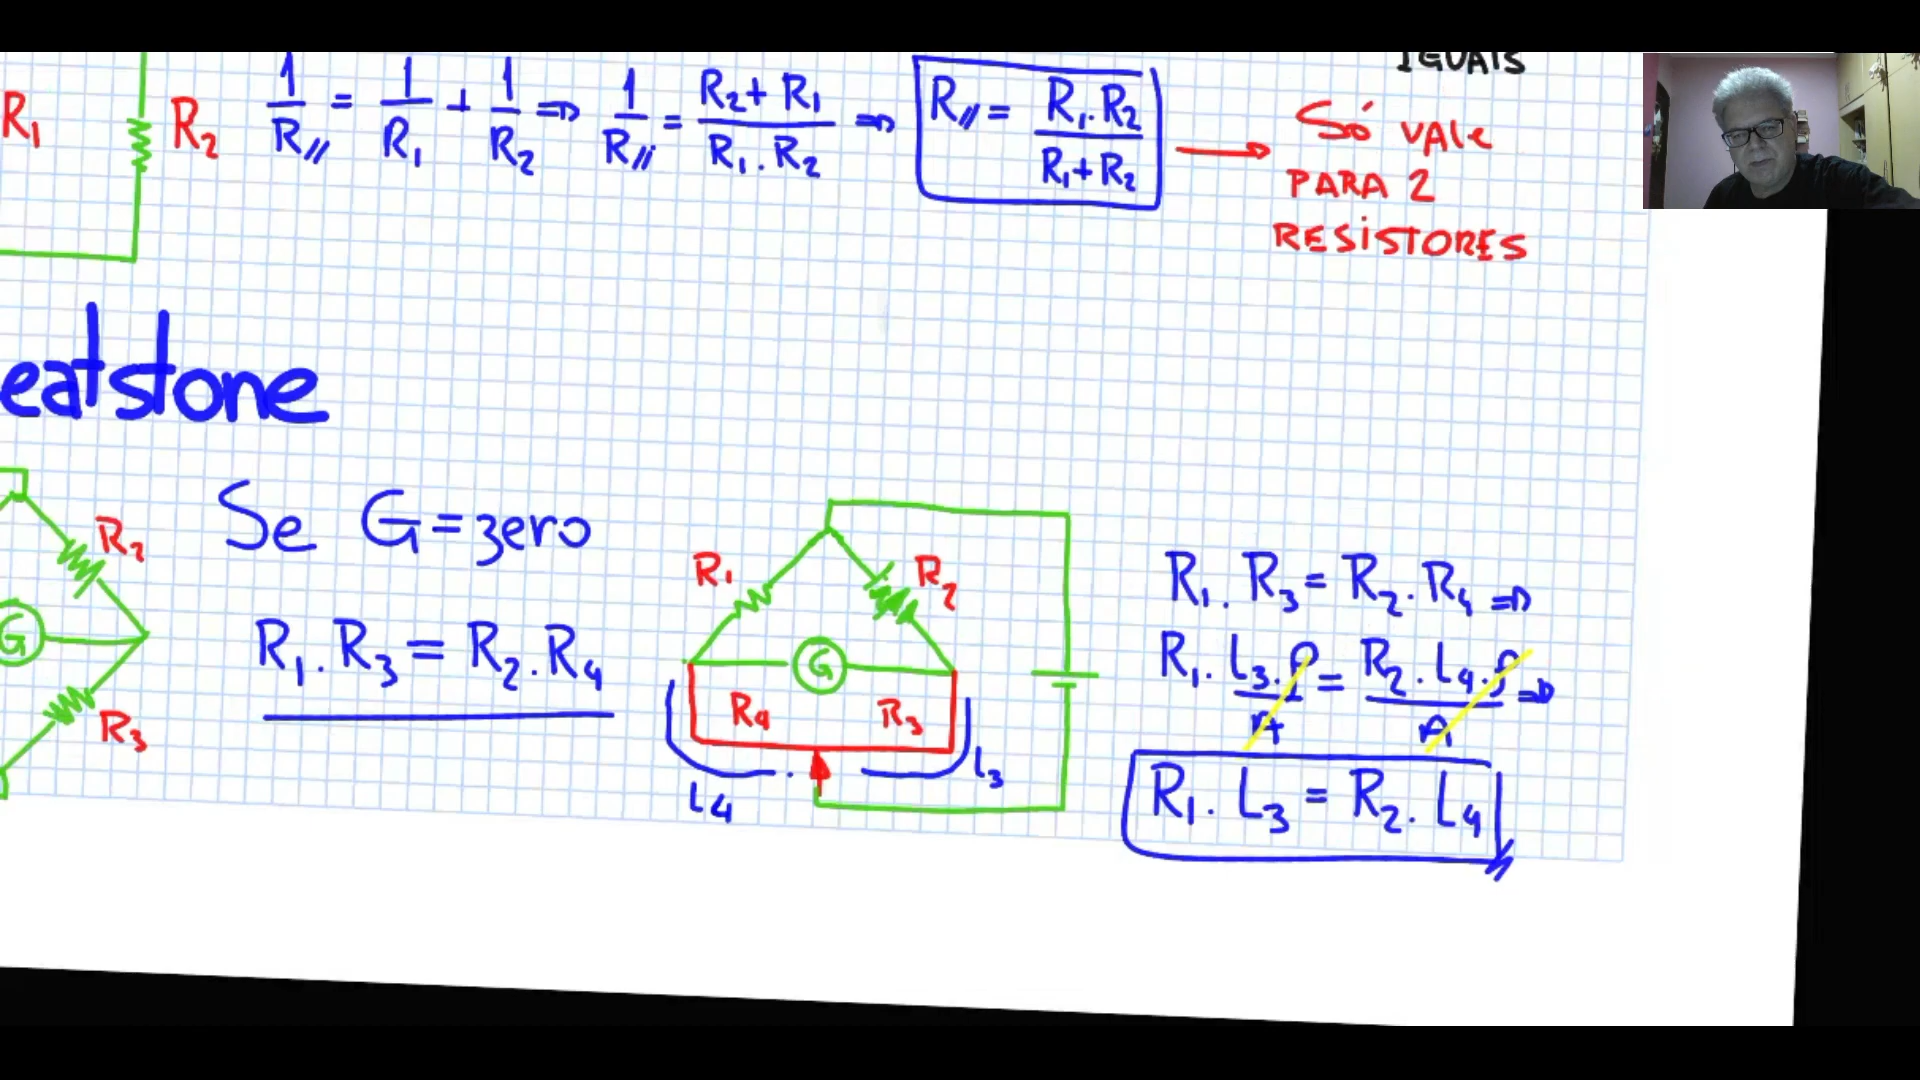 IGUAIS
R₁ R₂ 1/R// = 1/R₁ + 1/R₂ ⇒ 1/R// = (R₂ + R₁)/(R₁ . R₂) ⇒ R// = (R₁ . R₂)/(R₁ + R₂) → Só vale
PARA 2
RESISTORES
eatstone
R₂ Se G = zero
G R₁ . R₃ = R₂ . R₄
R₃
R₁ R₂
G
R₄ R₃
L₄ L₃
R₁ . R₃ = R₂ . R₄ ⇒
R₁ . L₃ . ρ/A = R₂ . L₄ . ρ/A ⇒
R₁ . L₃ = R₂ . L₄